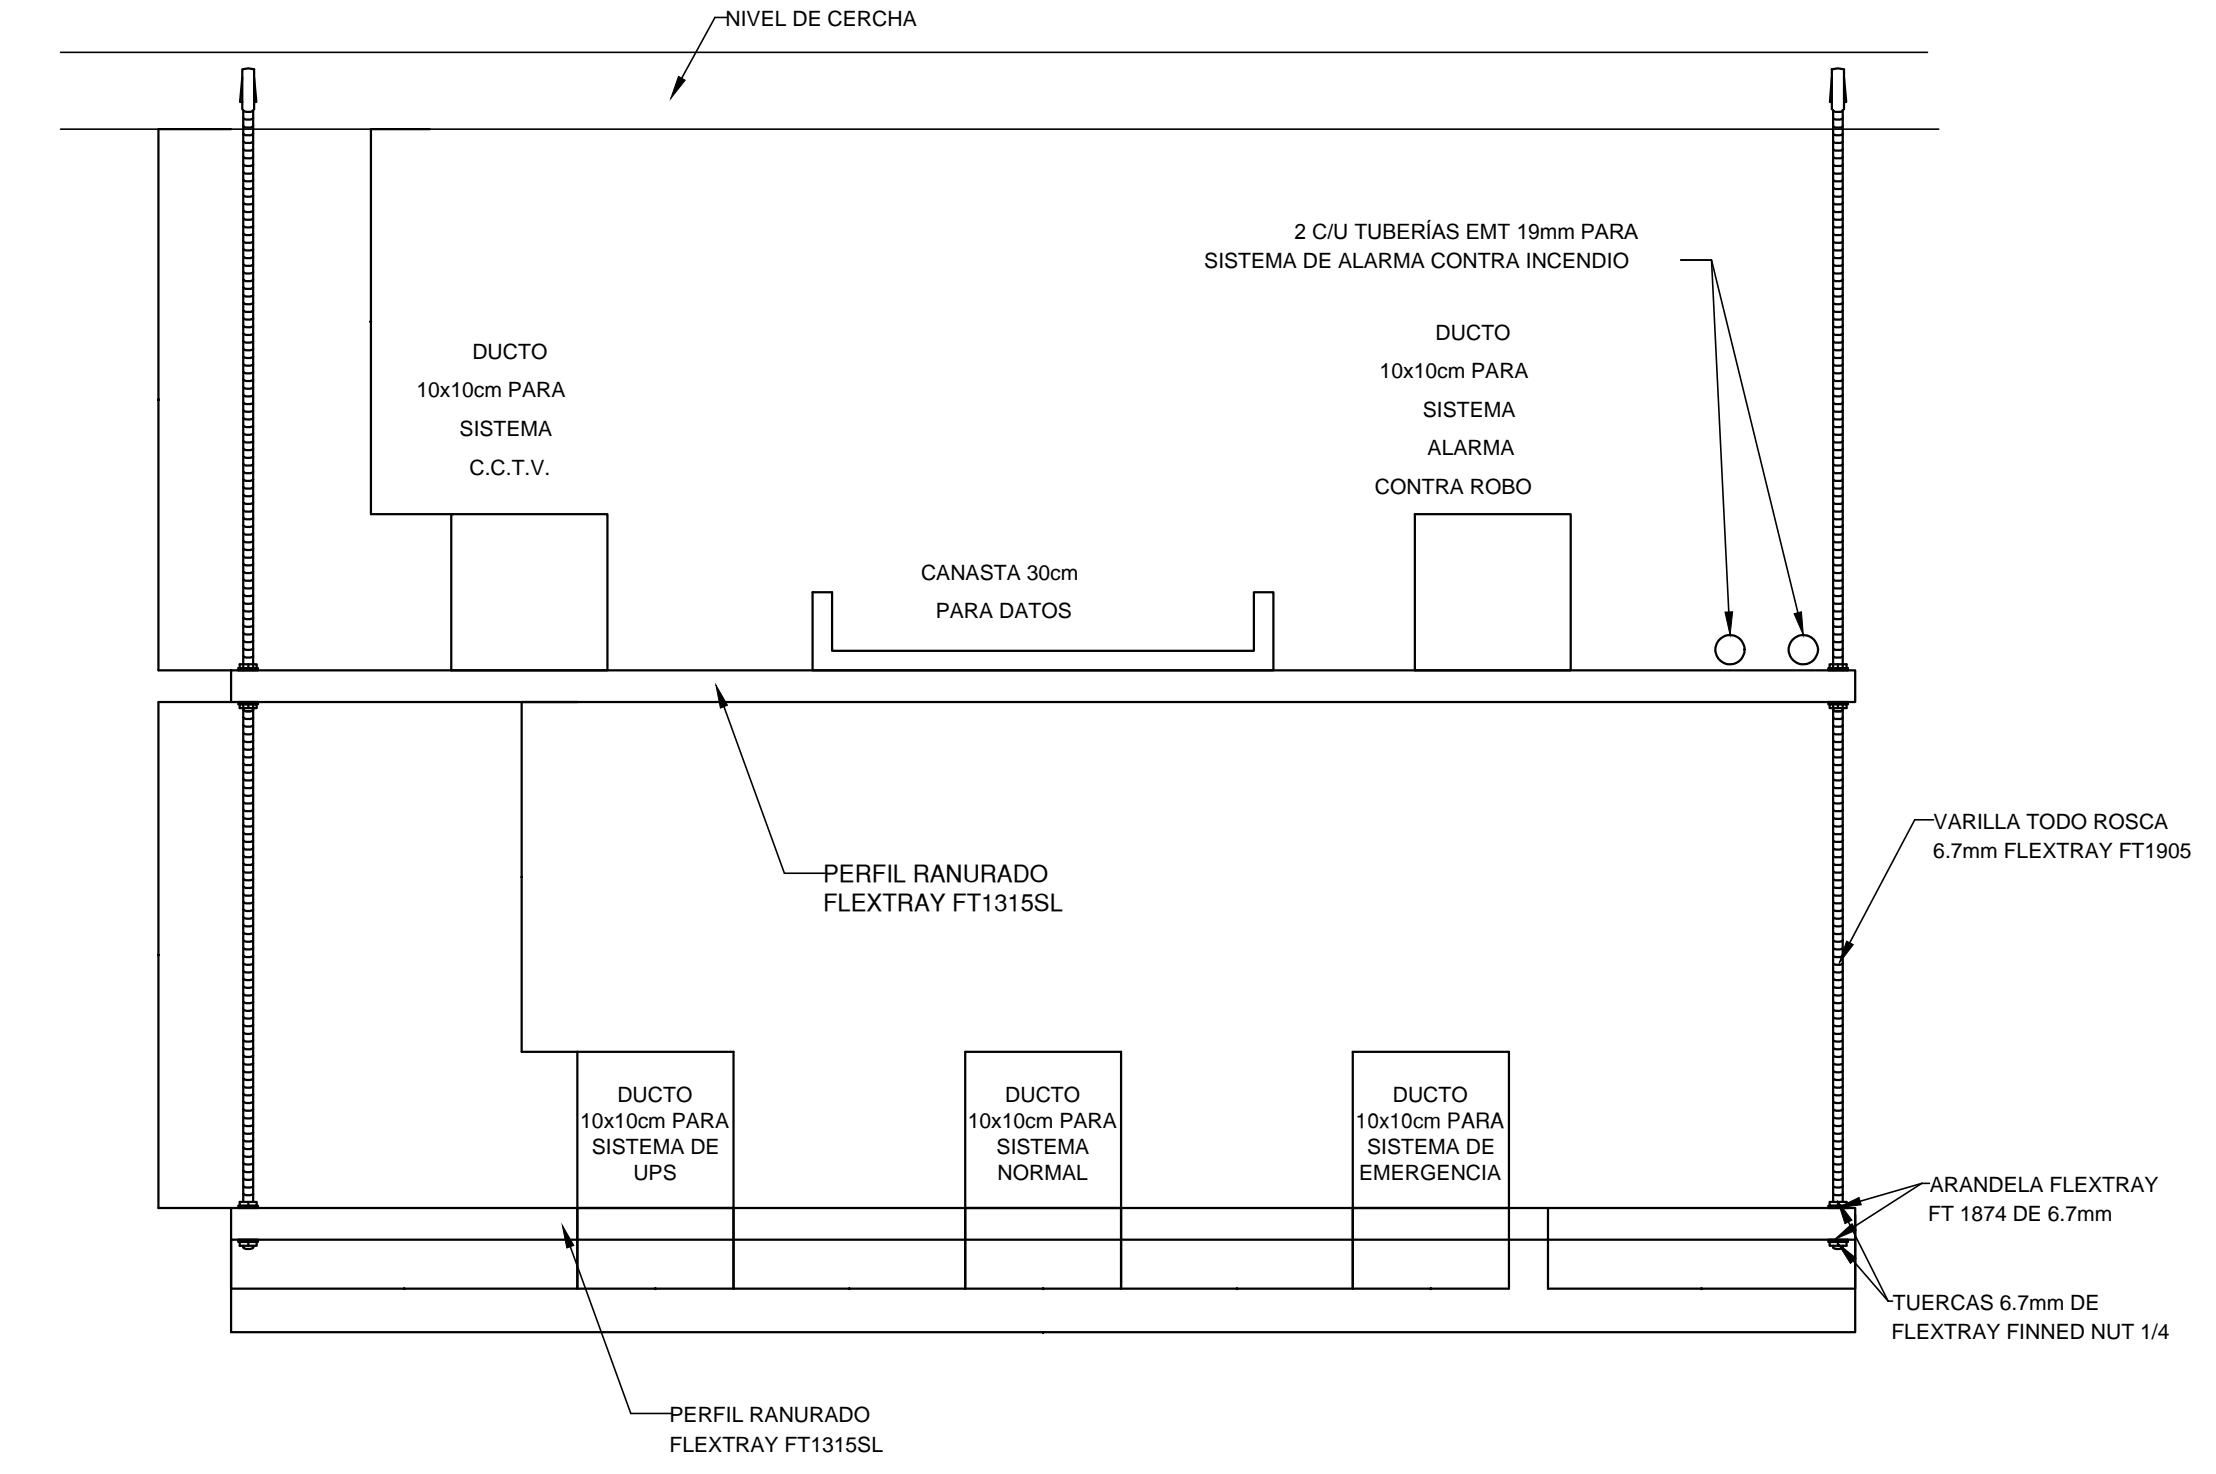 NIVEL DE CERCHA
2 C/U TUBERÍAS EMT 19mm PARA
SISTEMA DE ALARMA CONTRA INCENDIO
DUCTO
10x10cm PARA
SISTEMA
C.C.T.V.
DUCTO
10x10cm PARA
SISTEMA
ALARMA
CONTRA ROBO
CANASTA 30cm
PARA DATOS
PERFIL RANURADO
FLEXTRAY FT1315SL
VARILLA TODO ROSCA
6.7mm FLEXTRAY FT1905
DUCTO
10x10cm PARA
SISTEMA DE
UPS
DUCTO
10x10cm PARA
SISTEMA
NORMAL
DUCTO
10x10cm PARA
SISTEMA DE
EMERGENCIA
ARANDELA FLEXTRAY
FT 1874 DE 6.7mm
TUERCAS 6.7mm DE
FLEXTRAY FINNED NUT 1/4
PERFIL RANURADO
FLEXTRAY FT1315SL